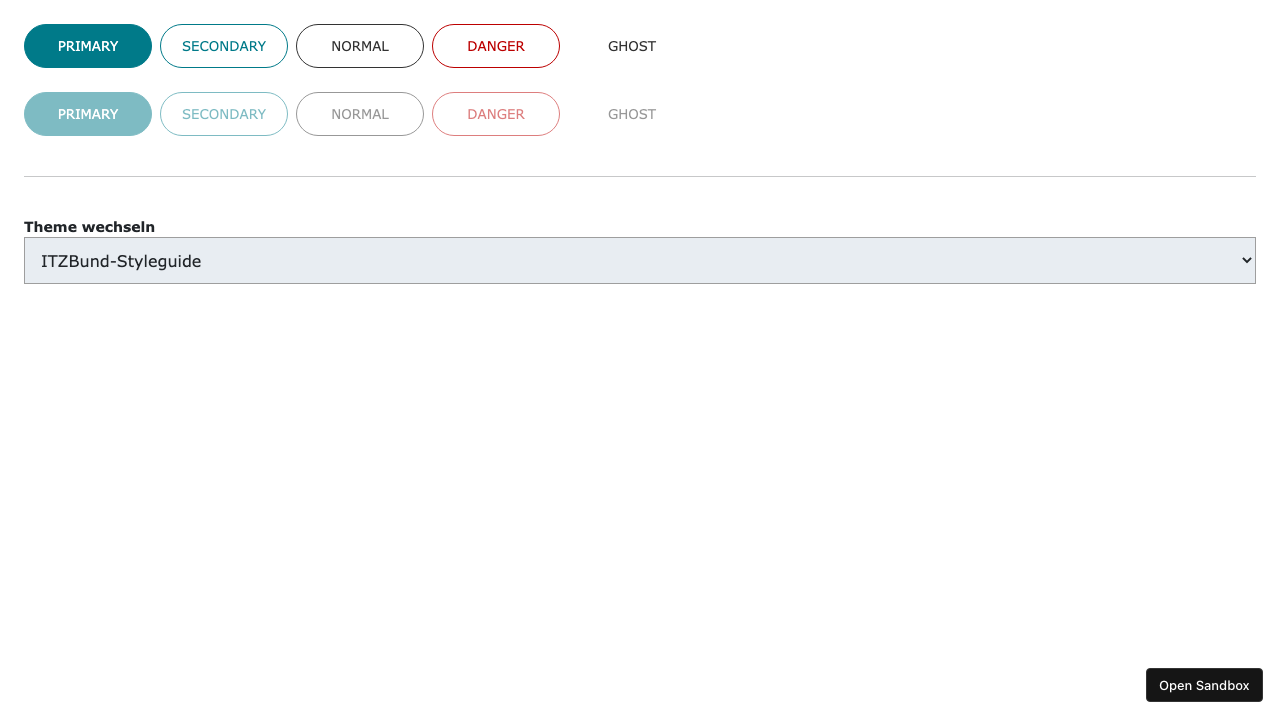 PRIMARY SECONDARY NORMAL DANGER GHOST
PRIMARY SECONDARY NORMAL DANGER GHOST
Theme wechseln
ITZBund-Styleguide
Open Sandbox